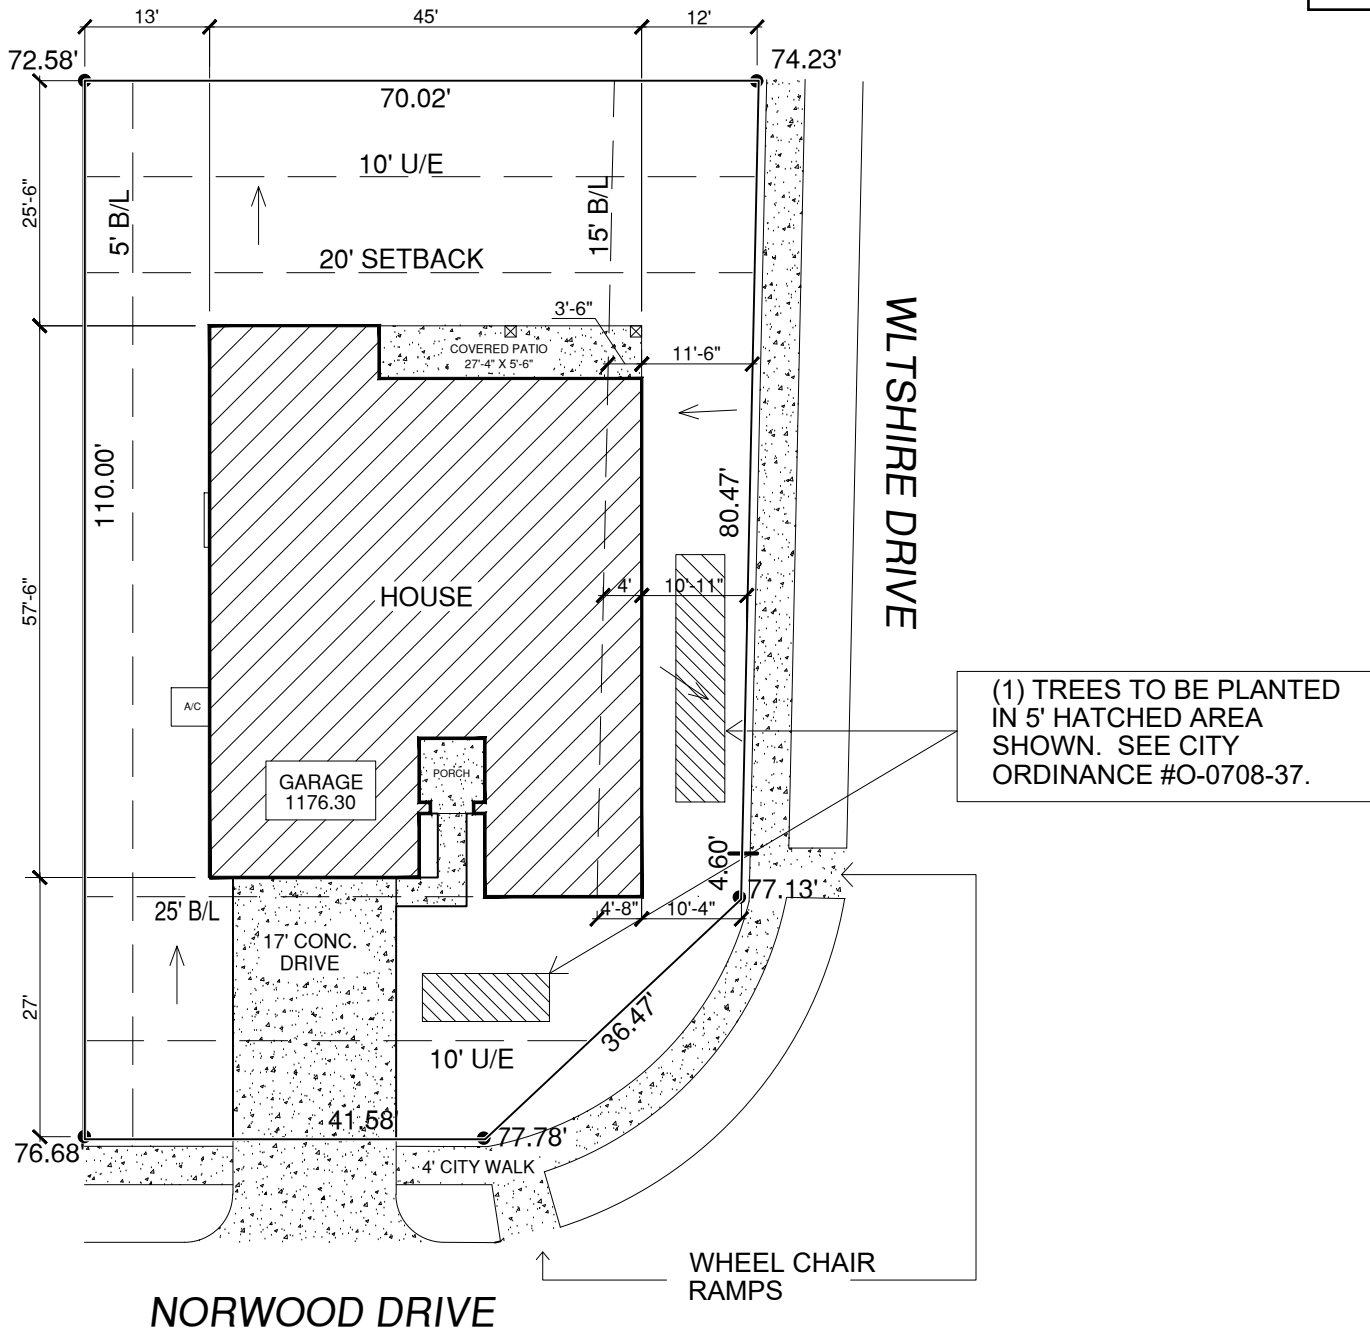 13'
45'
12'
72.58'
74.23'
70.02'
10' U/E
25'-6"
5' B/L
15' B/L
20' SETBACK
3'-6"
COVERED PATIO
27'-4" X 5'-6"
11'-6"
WLTSHIRE DRIVE
110.00'
80.47'
57'-6"
HOUSE
4'
10'-11"
(1) TREES TO BE PLANTED
IN 5' HATCHED AREA
SHOWN. SEE CITY
ORDINANCE #O-0708-37.
A/C
PORCH
GARAGE
1176.30
4.60'
77.13'
25' B/L
4'-8"
10'-4"
17' CONC.
DRIVE
27'
36.47'
10' U/E
41.58'
76.68'
77.78'
4' CITY WALK
WHEEL CHAIR
RAMPS
NORWOOD DRIVE